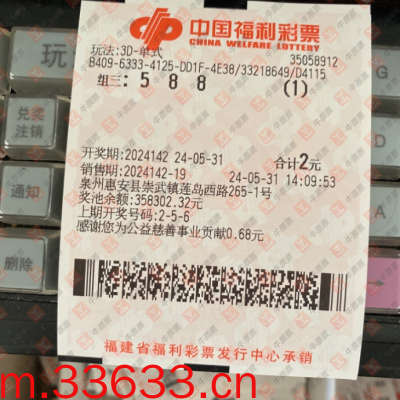 中国福利彩票
CHINA WELFARE LOTTERY
玩法:3D-单式 35058912
B409-6333-4125-DD1F-4E38/33218649/D4115
组三: 5 8 8 (1)
开奖期:2024142 24-05-31 合计2元
销售期:2024142-19 24-05-31 14:09:53
泉州惠安县崇武镇莲岛西路265-1号
奖池余额:358302.32元
上期开奖号码:2-5-6
感谢您为公益慈善事业贡献0.68元
福建省福利彩票发行中心承销
玩
兑奖
注销
通知
删除
m.33633.cn